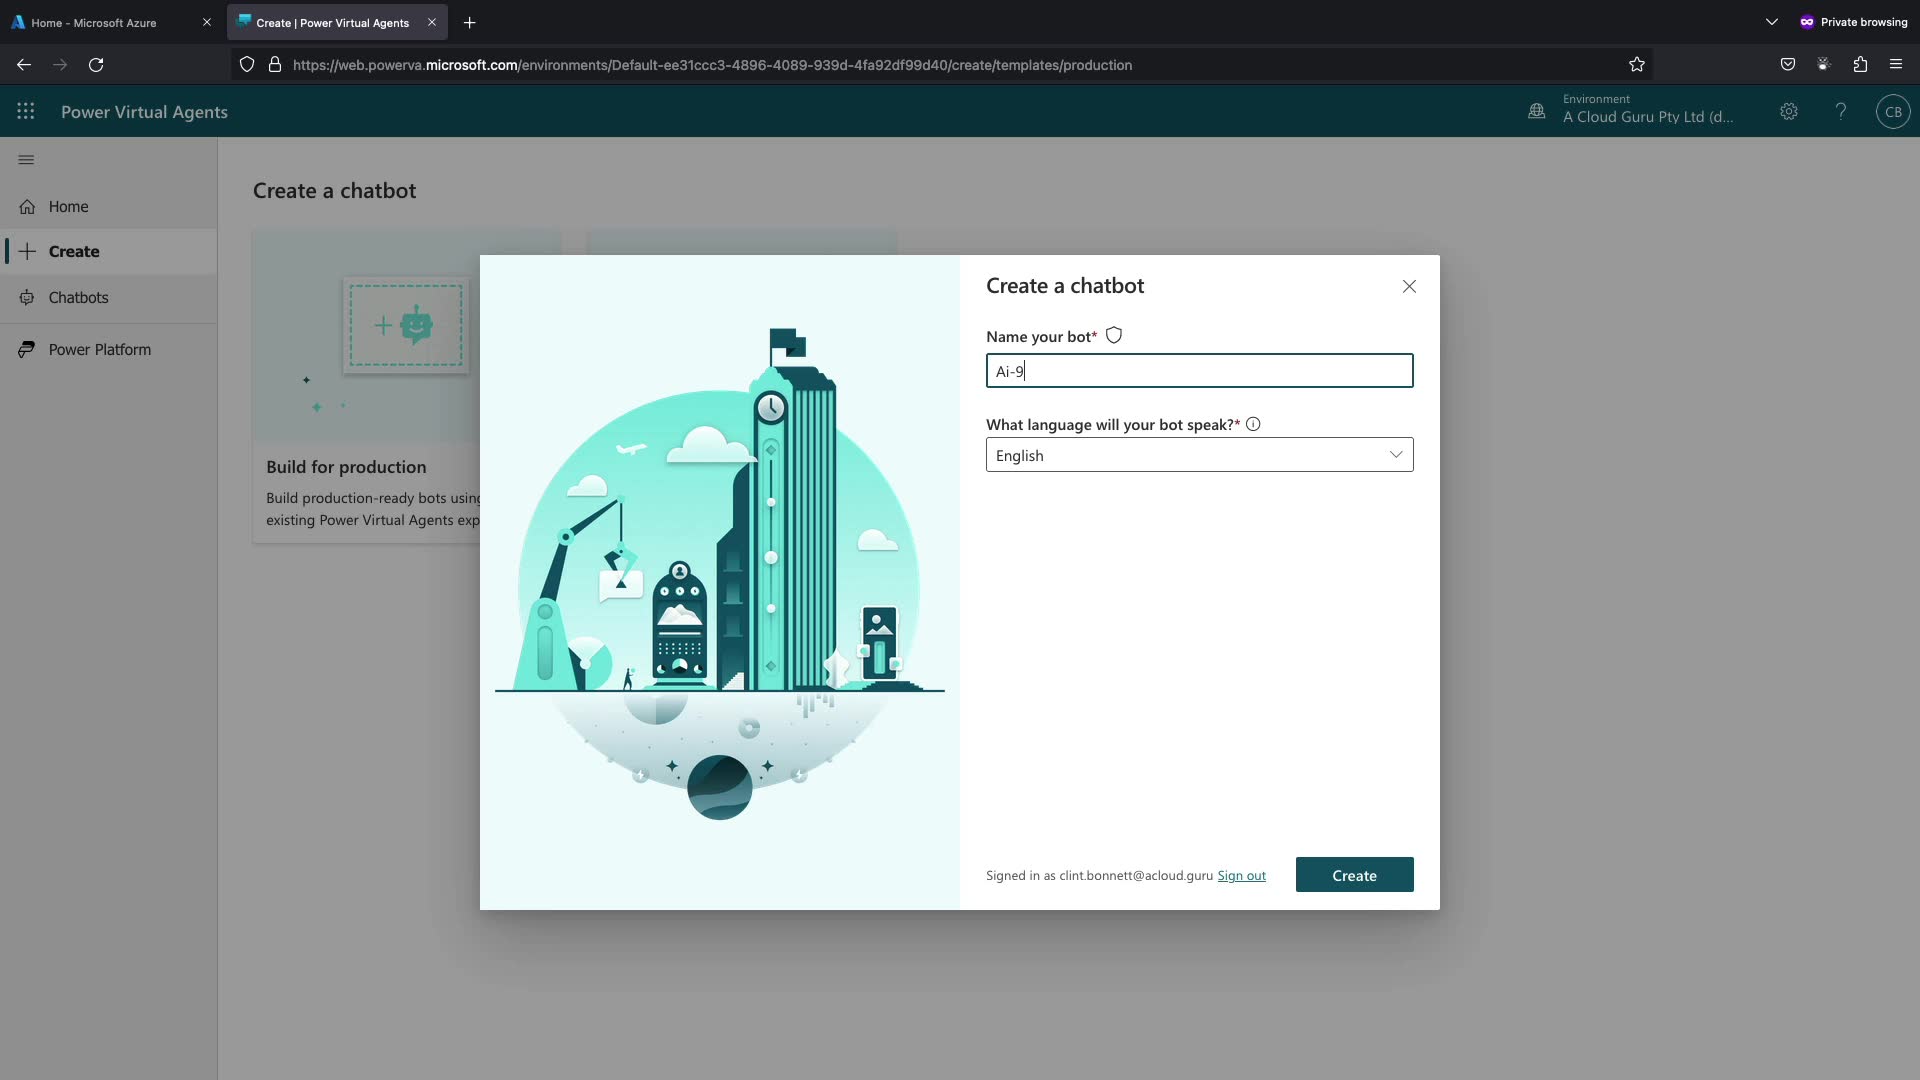 Home - Microsoft Azure
Create | Power Virtual Agents
Private browsing
https://web.powerva.microsoft.com/environments/Default-ee31ccc3-4896-4089-939d-4fa92df99d40/create/templates/production
Power Virtual Agents
Environment
A Cloud Guru Pty Ltd (d...
CB
Home
Create
Chatbots
Power Platform
Create a chatbot
Build for production
Build production-ready bots using
existing Power Virtual Agents exp
Create a chatbot
Name your bot*
Ai-9
What language will your bot speak?*
English
Signed in as clint.bonnett@acloud.guru Sign out
Create